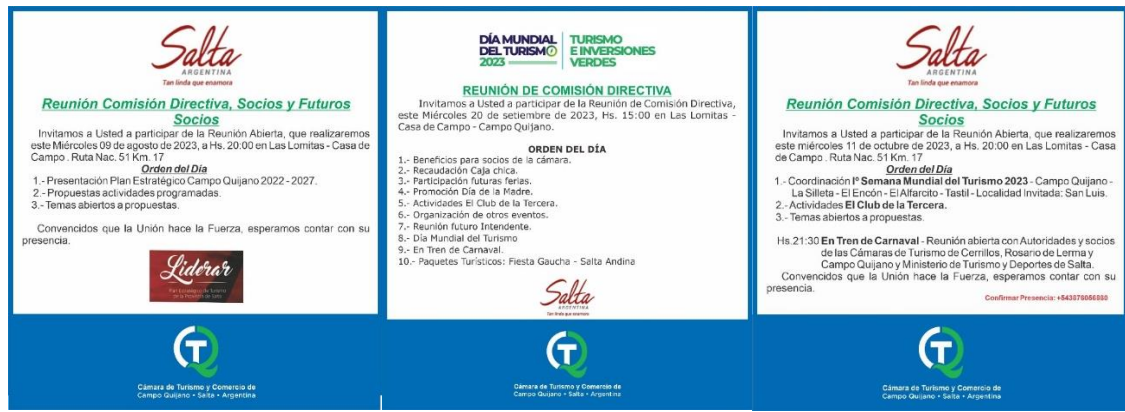 Salta
ARGENTINA
Tan linda que enamora
Reunión Comisión Directiva, Socios y Futuros
Socios
Invitamos a Usted a participar de la Reunión Abierta, que realizaremos
este Miércoles 09 de agosto de 2023, a Hs. 20:00 en Las Lomitas - Casa de
Campo . Ruta Nac. 51 Km. 17
Orden del Día
1.- Presentación Plan Estratégico Campo Quijano 2022 - 2027.
2.- Propuestas actividades programadas.
3.- Temas abiertos a propuestas.
Convencidos que la Unión hace la Fuerza, esperamos contar con su
presencia.
Liderar
Plan Estratégico de Turismo
de la Provincia de Salta
Cámara de Turismo y Comercio de
Campo Quijano • Salta • Argentina
DÍA MUNDIAL
DEL TURISMO
2023
TURISMO
E INVERSIONES
VERDES
REUNIÓN DE COMISIÓN DIRECTIVA
Invitamos a Usted a participar de la Reunión de Comisión Directiva,
este Miércoles 20 de setiembre de 2023, Hs. 15:00 en Las Lomitas -
Casa de Campo - Campo Quijano.
ORDEN DEL DÍA
1.- Beneficios para socios de la cámara.
2.- Recaudación Caja chica.
3.- Participación futuras ferias.
4.- Promoción Día de la Madre.
5.- Actividades El Club de la Tercera.
6.- Organización de otros eventos.
7.- Reunión futuro Intendente.
8.- Día Mundial del Turismo
9.- En Tren de Carnaval.
10.- Paquetes Turísticos: Fiesta Gaucha - Salta Andina
Salta
ARGENTINA
Tan linda que enamora
Cámara de Turismo y Comercio de
Campo Quijano • Salta • Argentina
Salta
ARGENTINA
Tan linda que enamora
Reunión Comisión Directiva, Socios y Futuros
Socios
Invitamos a Usted a participar de la Reunión Abierta, que realizaremos
este miércoles 11 de octubre de 2023, a Hs. 20:00 en Las Lomitas - Casa
de Campo . Ruta Nac. 51 Km. 17
Orden del Día
1.- Coordinación Iº Semana Mundial del Turismo 2023 - Campo Quijano -
La Silleta - El Encón - El Alfarcito - Tastil - Localidad Invitada: San Luis.
2.- Actividades El Club de la Tercera.
3.- Temas abiertos a propuestas.
Hs.21:30 En Tren de Carnaval - Reunión abierta con Autoridades y socios
de las Cámaras de Turismo de Cerrillos, Rosario de Lerma y
Campo Quijano y Ministerio de Turismo y Deportes de Salta.
Convencidos que la Unión hace la Fuerza, esperamos contar con su
presencia.
Confirmar Presencia:
Cámara de Turismo y Comercio de
Campo Quijano • Salta • Argentina